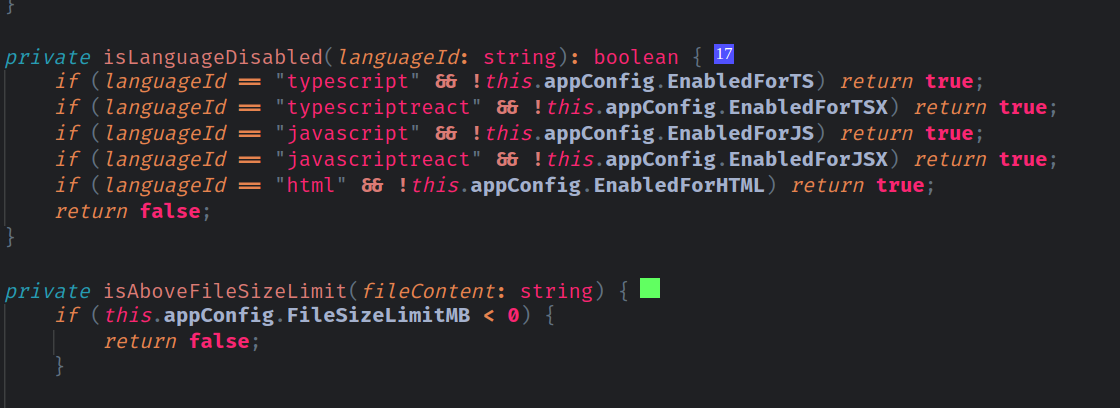 }
private isLanguageDisabled(languageId: string): boolean { 17
if (languageId == "typescript" && !this.appConfig.EnabledForTS) return true;
if (languageId == "typescriptreact" && !this.appConfig.EnabledForTSX) return true;
if (languageId == "javascript" && !this.appConfig.EnabledForJS) return true;
if (languageId == "javascriptreact" && !this.appConfig.EnabledForJSX) return true;
if (languageId == "html" && !this.appConfig.EnabledForHTML) return true;
return false;
}
private isAboveFileSizeLimit(fileContent: string) {
if (this.appConfig.FileSizeLimitMB < 0) {
return false;
}